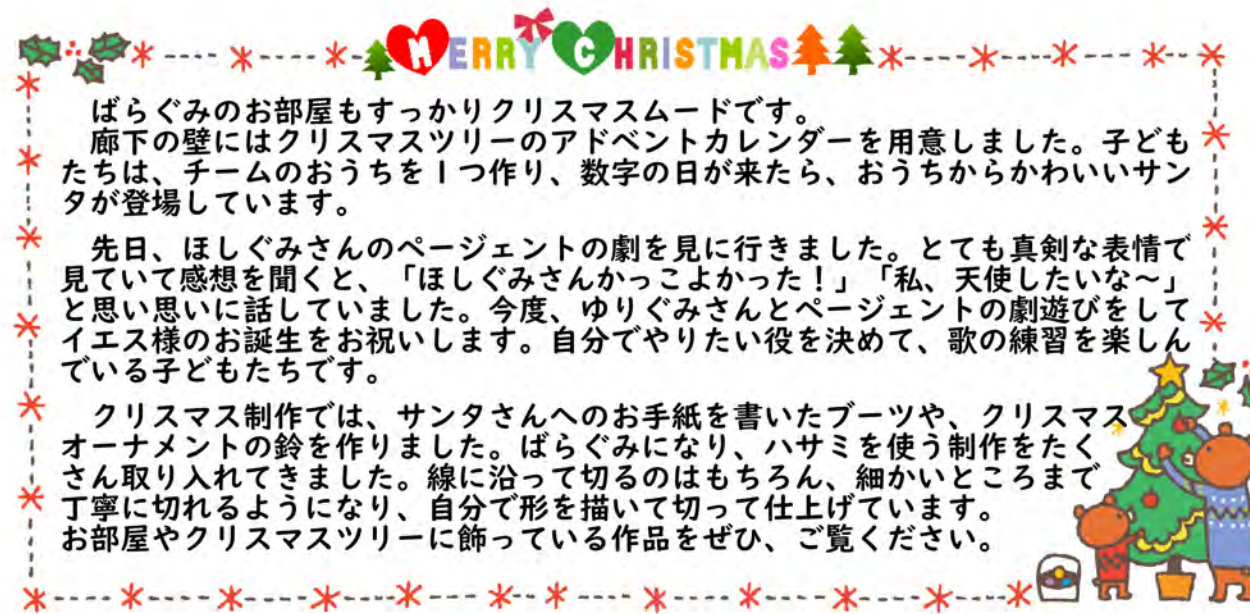 MERRY CHRISTMAS
ばらぐみのお部屋もすっかりクリスマスムードです。
廊下の壁にはクリスマスツリーのアドベントカレンダーを用意しました。子ども
たちは、チームのおうちを1つ作り、数字の日が来たら、おうちからかわいいサン
タが登場しています。
先日、ほしぐみさんのページェントの劇を見に行きました。とても真剣な表情で
見ていて感想を聞くと、「ほしぐみさんかっこよかった！」「私、天使したいな～」
と思い思いに話していました。今度、ゆりぐみさんとページェントの劇遊びをして
イエス様のお誕生をお祝いします。自分でやりたい役を決めて、歌の練習を楽しん
でいる子どもたちです。
クリスマス制作では、サンタさんへのお手紙を書いたブーツや、クリスマス
オーナメントの鈴を作りました。ばらぐみになり、ハサミを使う制作をたく
さん取り入れてきました。線に沿って切るのはもちろん、細かいところまで
丁寧に切れるようになり、自分で形を描いて切って仕上げています。
お部屋やクリスマスツリーに飾っている作品をぜひ、ご覧ください。